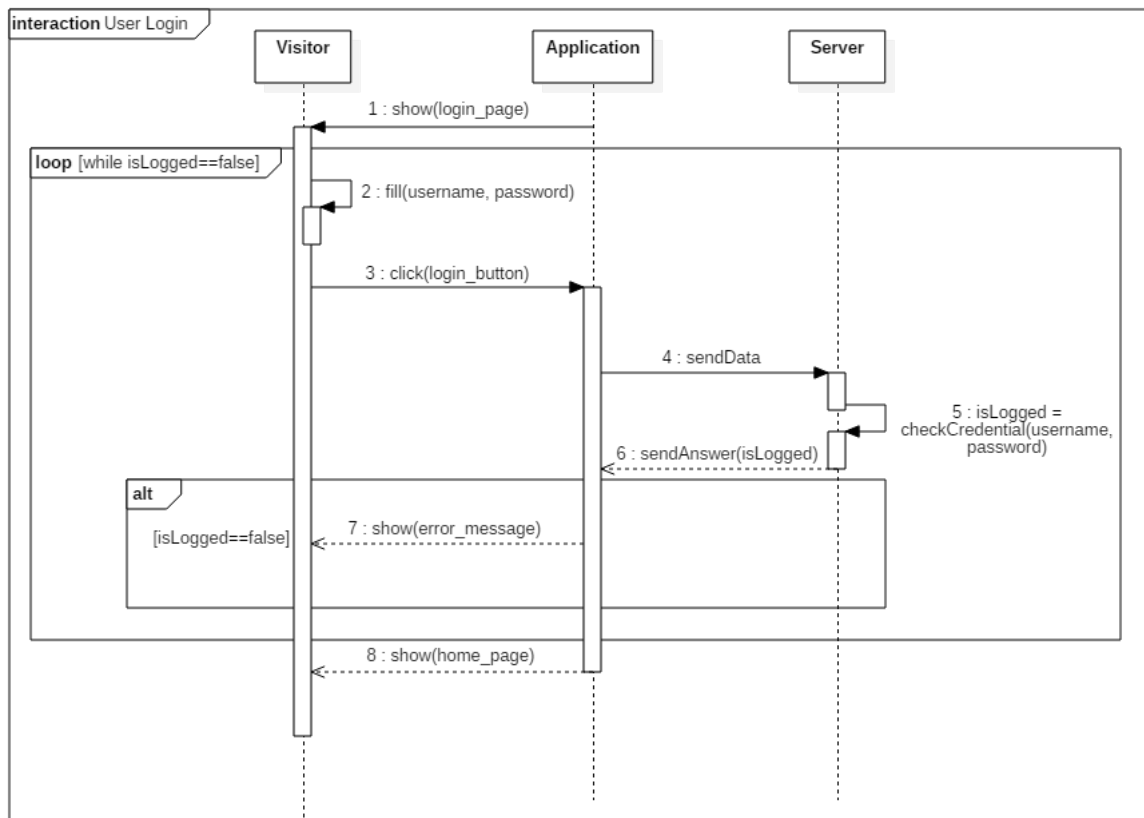 interaction User Login
Visitor
Application
Server
1 : show(login_page)
loop [while isLogged==false]
2 : fill(username, password)
3 : click(login_button)
4 : sendData
5 : isLogged =
checkCredential(username,
password)
6 : sendAnswer(isLogged)
alt
[isLogged==false]
7 : show(error_message)
8 : show(home_page)